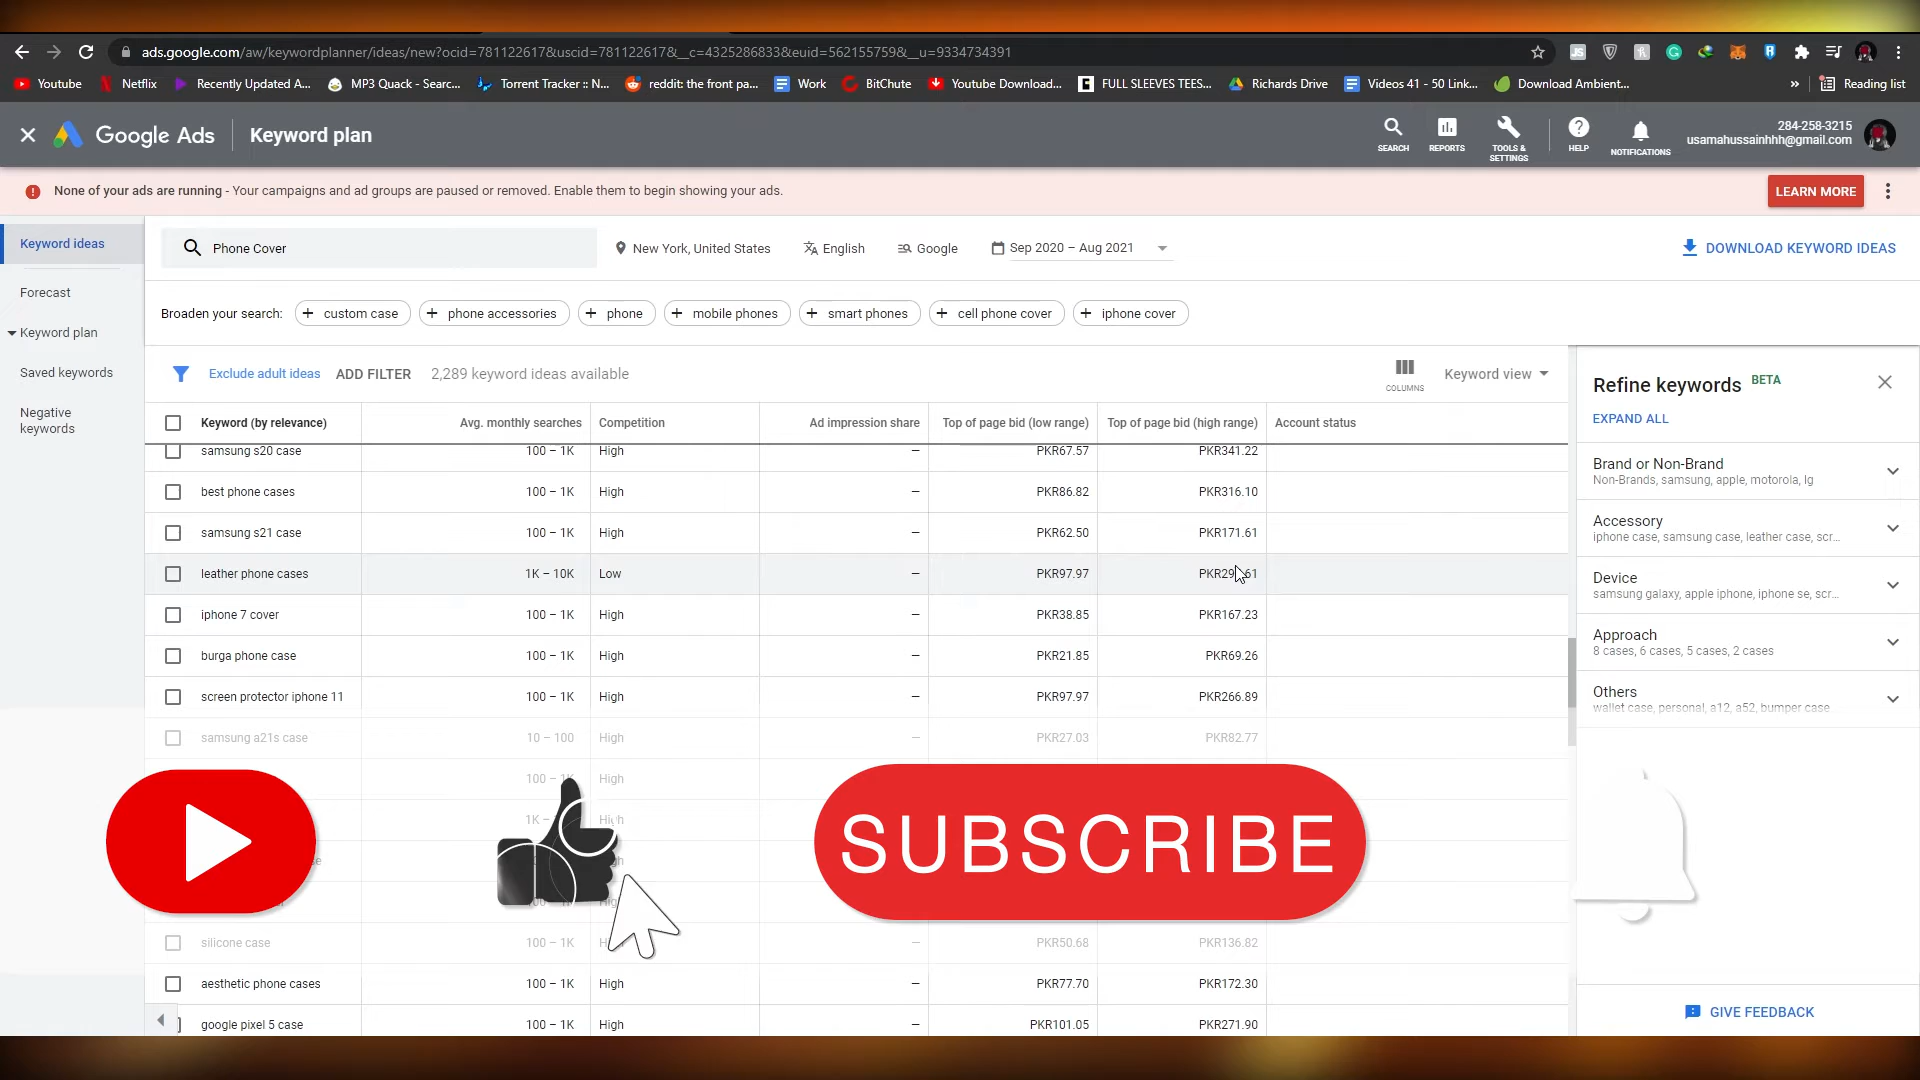 ads.google.com/aw/keywordplanner/ideas/new?ocid=781122617&uscid=781122617&__c=4325286833&euid=562155759&__u=9334734391
Youtube Netflix Recently Updated A... MP3 Quack - Searc... Torrent Tracker :: N... reddit: the front pa... Work BitChute Youtube Download... FULL SLEEVES TEES... Richards Drive Videos 41 - 50 Link... Download Ambient... » Reading list
Google Ads Keyword plan
SEARCH REPORTS TOOLS & SETTINGS HELP NOTIFICATIONS
284-258-3215
usamahussainhhh@gmail.com
None of your ads are running - Your campaigns and ad groups are paused or removed. Enable them to begin showing your ads.
LEARN MORE
Keyword ideas
Forecast
Keyword plan
Saved keywords
Negative
keywords
Phone Cover
New York, United States English Google Sep 2020 – Aug 2021
DOWNLOAD KEYWORD IDEAS
Broaden your search: + custom case + phone accessories + phone + mobile phones + smart phones + cell phone cover + iphone cover
Exclude adult ideas ADD FILTER 2,289 keyword ideas available
COLUMNS Keyword view
Keyword (by relevance) Avg. monthly searches Competition Ad impression share Top of page bid (low range) Top of page bid (high range) Account status
samsung s20 case 100 – 1K High – PKR67.57 PKR341.22
best phone cases 100 – 1K High – PKR86.82 PKR316.10
samsung s21 case 100 – 1K High – PKR62.50 PKR171.61
leather phone cases 1K – 10K Low – PKR97.97
iphone 7 cover 100 – 1K High – PKR38.85 PKR167.23
burga phone case 100 – 1K High – PKR21.85 PKR69.26
screen protector iphone 11 100 – 1K High – PKR97.97 PKR266.89
samsung a21s case 10 – 100 High – PKR27.03 PKR82.77
100 – 1K High
High
SUBSCRIBE
silicone case 100 – 1K – PKR50.68 PKR136.82
aesthetic phone cases 100 – 1K High – PKR77.70 PKR172.30
google pixel 5 case 100 – 1K High – PKR101.05 PKR271.90
Refine keywords BETA
EXPAND ALL
Brand or Non-Brand
Non-Brands, samsung, apple, motorola, lg
Accessory
iphone case, samsung case, leather case, scr...
Device
samsung galaxy, apple iphone, iphone se, scr...
Approach
8 cases, 6 cases, 5 cases, 2 cases
Others
wallet case, personal, a12, a52, bumper case
GIVE FEEDBACK